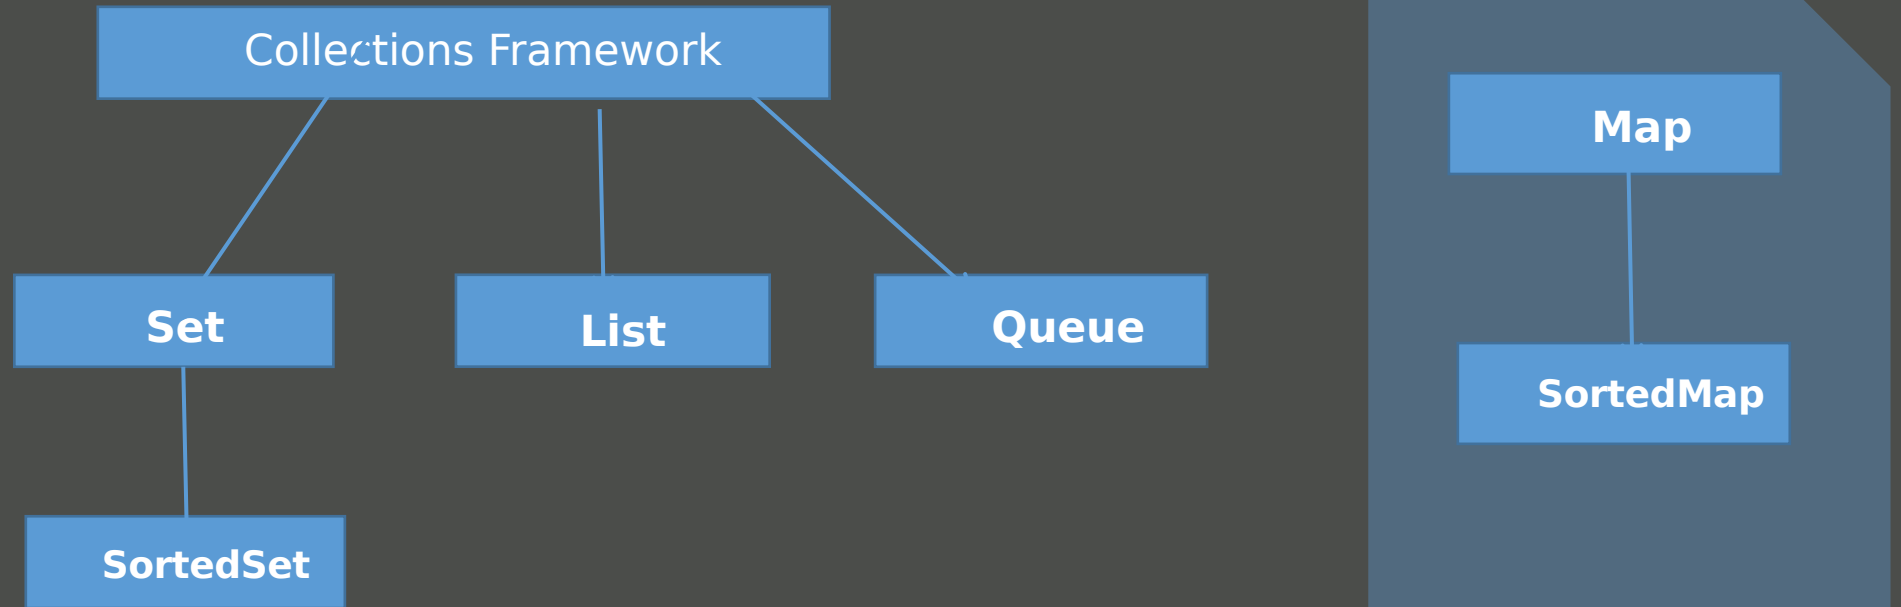 Collections Framework
Map
Set
List
Queue
SortedMap
SortedSet